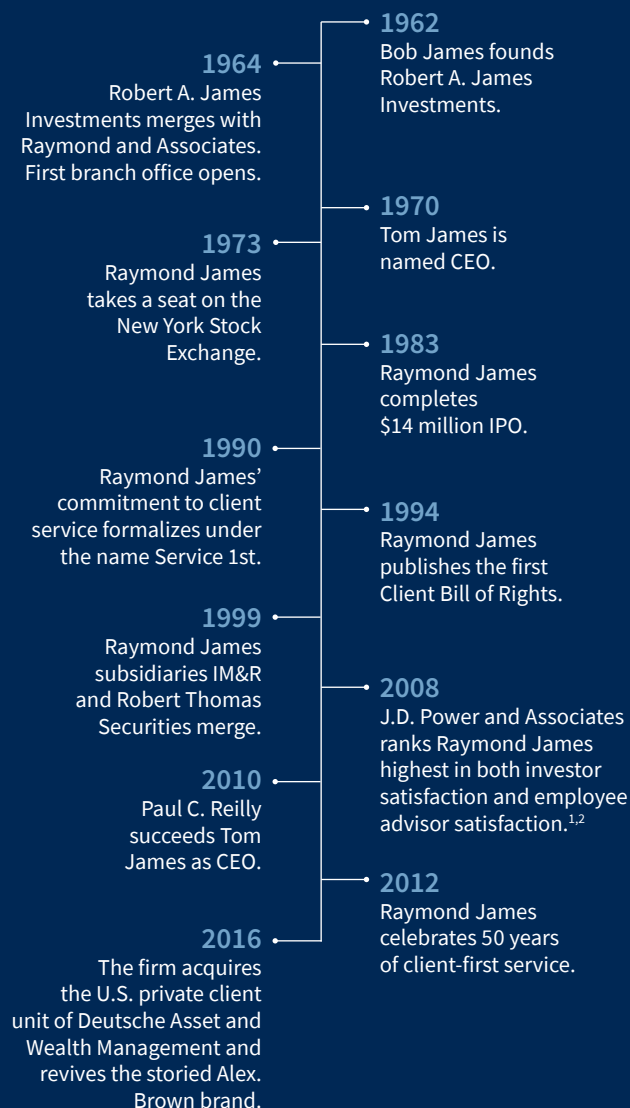 1962
Bob James founds
Robert A. James
Investments.
1964
Robert A. James
Investments merges with
Raymond and Associates.
First branch office opens.
1970
Tom James is
named CEO.
1973
Raymond James
takes a seat on the
New York Stock
Exchange.
1983
Raymond James
completes
$14 million IPO.
1990
Raymond James’
commitment to client
service formalizes under
the name Service 1st.
1994
Raymond James
publishes the first
Client Bill of Rights.
1999
Raymond James
subsidiaries IM&R
and Robert Thomas
Securities merge.
2008
J.D. Power and Associates
ranks Raymond James
highest in both investor
satisfaction and employee
advisor satisfaction.1,2
2010
Paul C. Reilly
succeeds Tom
James as CEO.
2012
Raymond James
celebrates 50 years
of client-first service.
2016
The firm acquires
the U.S. private client
unit of Deutsche Asset and
Wealth Management and
revives the storied Alex.
Brown brand.